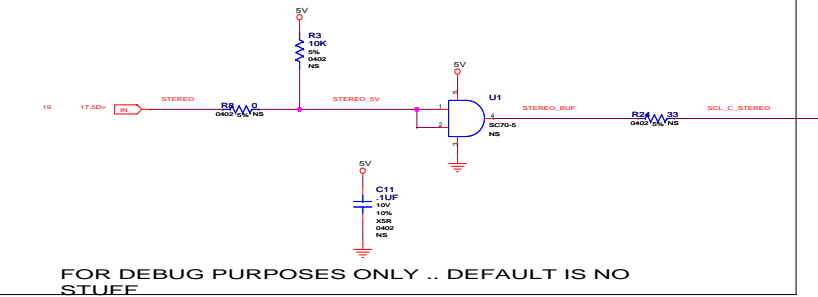 5V
R3
10K
5%
0402
NS
5V
19 17.5D> IN STEREO R8 0 STEREO_5V 1 U1
0402 5% NS
5
2
4 STEREO_BUF R24 33 SCL_C_STEREO
SC70-5 0402 5% NS
NS
3
5V
C11
.1UF
10V
10%
X5R
0402
NS
FOR DEBUG PURPOSES ONLY .. DEFAULT IS NO
STUFF